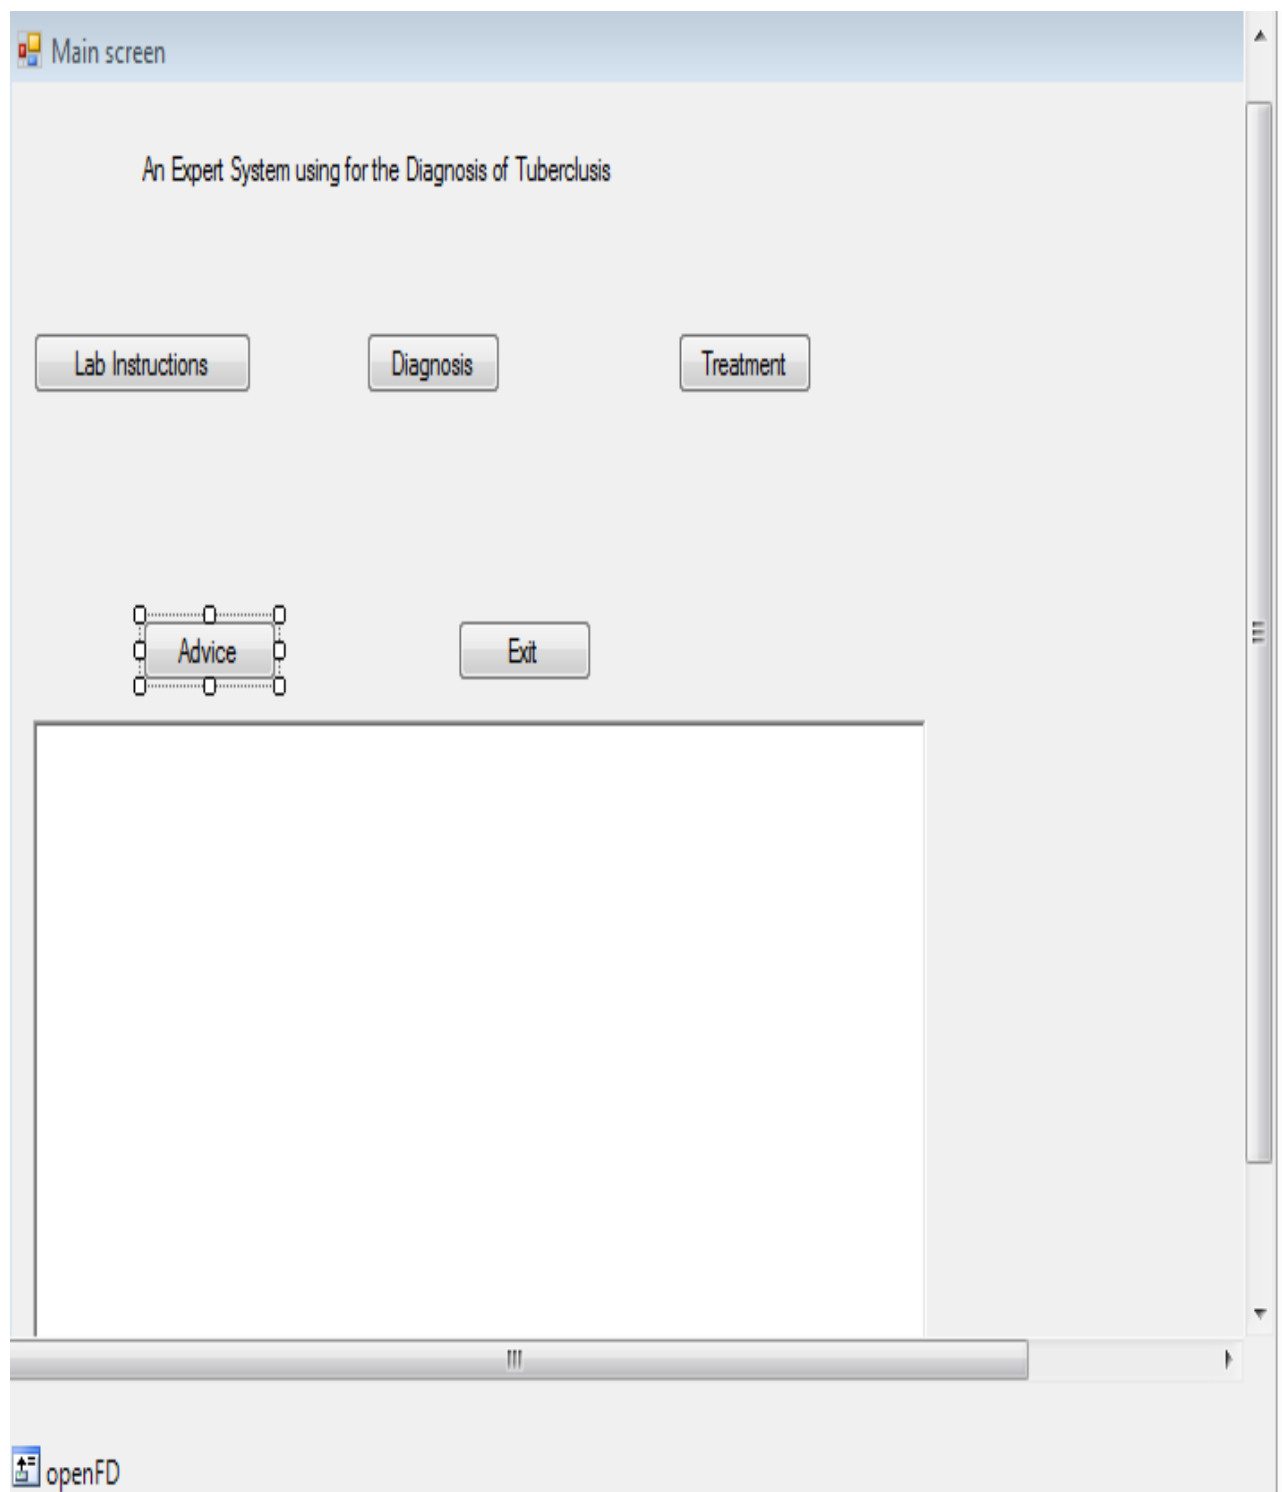 Main screen
An Expert System using for the Diagnosis of Tuberclusis
Lab Instructions Diagnosis Treatment
Advice Exit
openFD